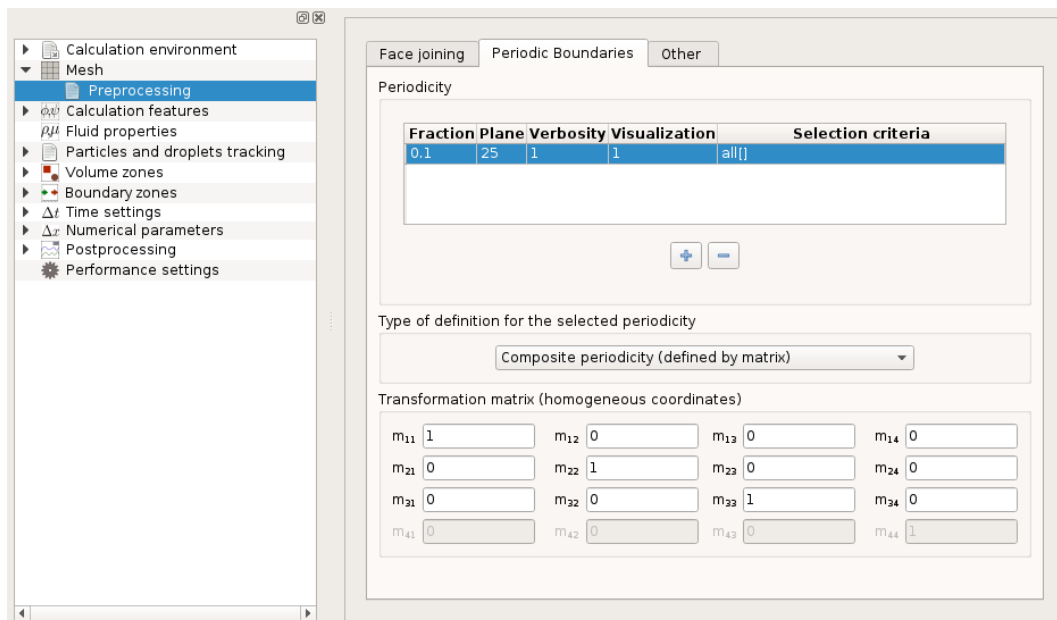 Calculation environment
Mesh
Preprocessing
Calculation features
Fluid properties
Particles and droplets tracking
Volume zones
Boundary zones
Δt Time settings
Δx Numerical parameters
Postprocessing
Performance settings
Face joining Periodic Boundaries Other
Periodicity
Fraction Plane Verbosity Visualization Selection criteria
0.1 25 1 1 all[]
Type of definition for the selected periodicity
Composite periodicity (defined by matrix)
Transformation matrix (homogeneous coordinates)
m₁₁ 1 m₁₂ 0 m₁₃ 0 m₁₄ 0
m₂₁ 0 m₂₂ 1 m₂₃ 0 m₂₄ 0
m₃₁ 0 m₃₂ 0 m₃₃ 1 m₃₄ 0
m₄₁ 0 m₄₂ 0 m₄₃ 0 m₄₄ 1